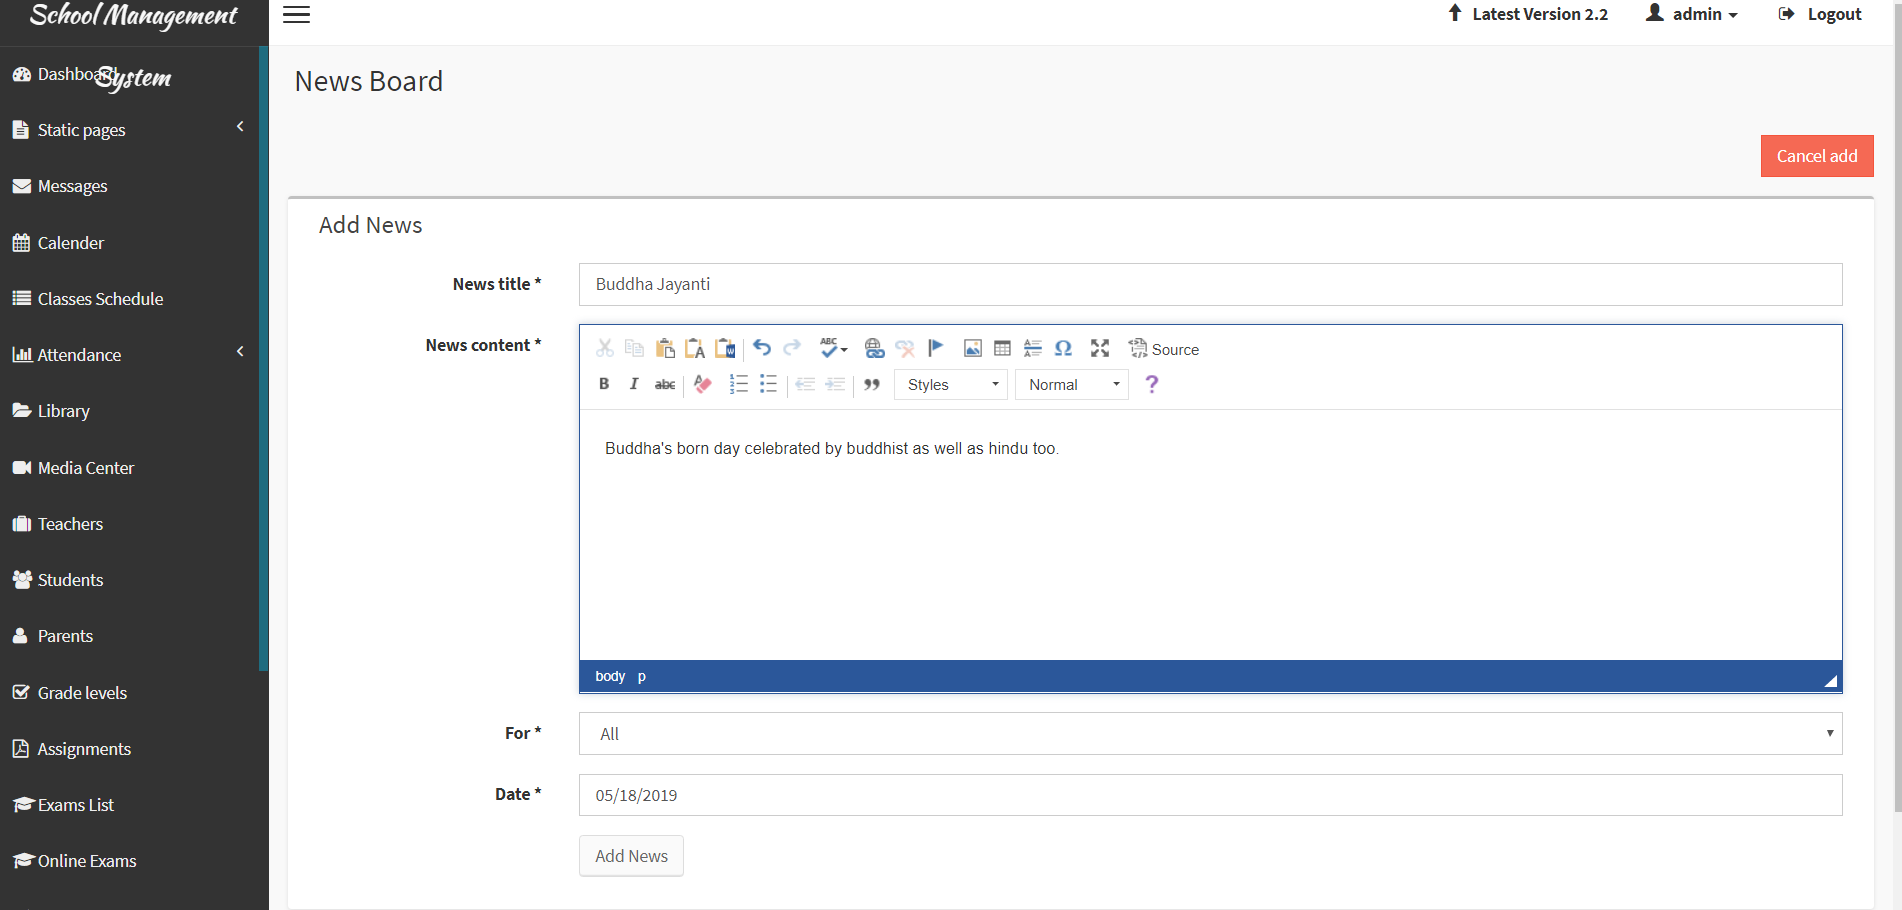 School Management
System
Latest Version 2.2
admin
Logout
Dashboard
Static pages
Messages
Calender
Classes Schedule
Attendance
Library
Media Center
Teachers
Students
Parents
Grade levels
Assignments
Exams List
Online Exams
News Board
Cancel add
Add News
News title *
Buddha Jayanti
News content *
ABC
Source
B I abc
Styles
Normal
?
Buddha's born day celebrated by buddhist as well as hindu too.
body p
For *
All
Date *
05/18/2019
Add News